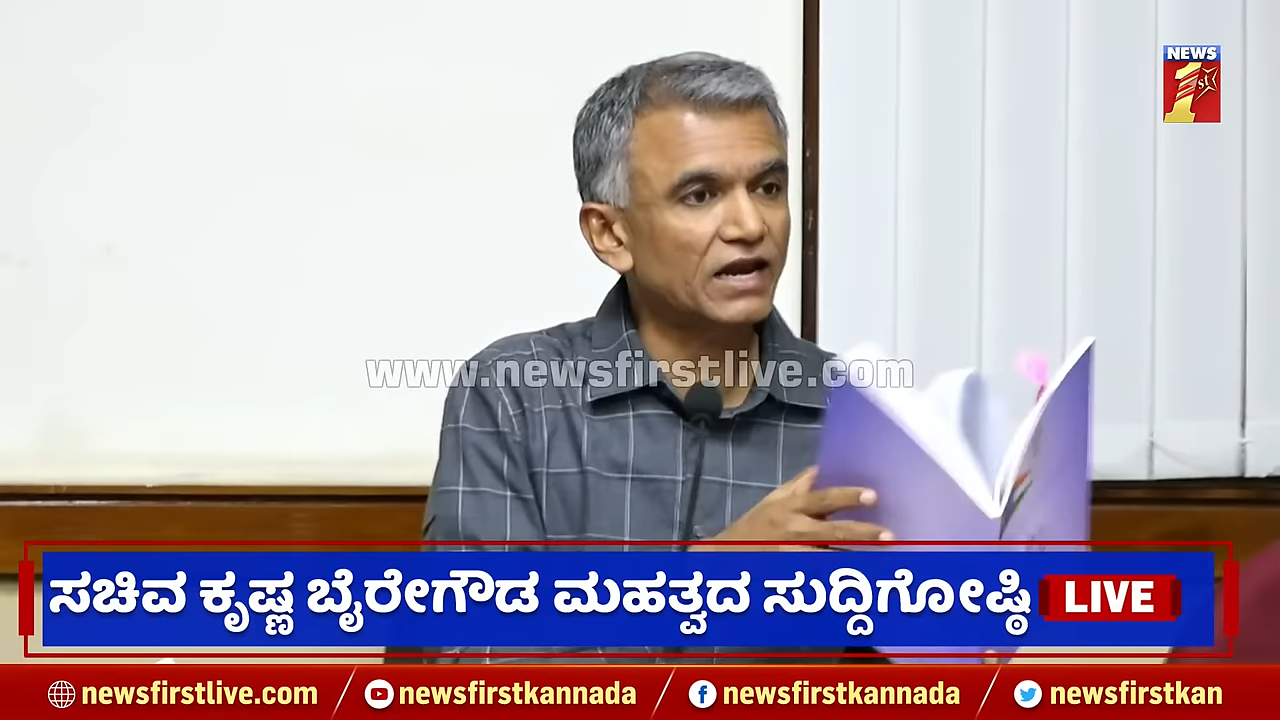 NEWS
1st
www.newsfirstlive.com
ಸಚಿವ ಕೃಷ್ಣ ಬೈರೇಗೌಡ ಮಹತ್ವದ ಸುದ್ದಿಗೋಷ್ಠಿ LIVE
newsfirstlive.com newsfirstkannada newsfirstkannada newsfirstkan